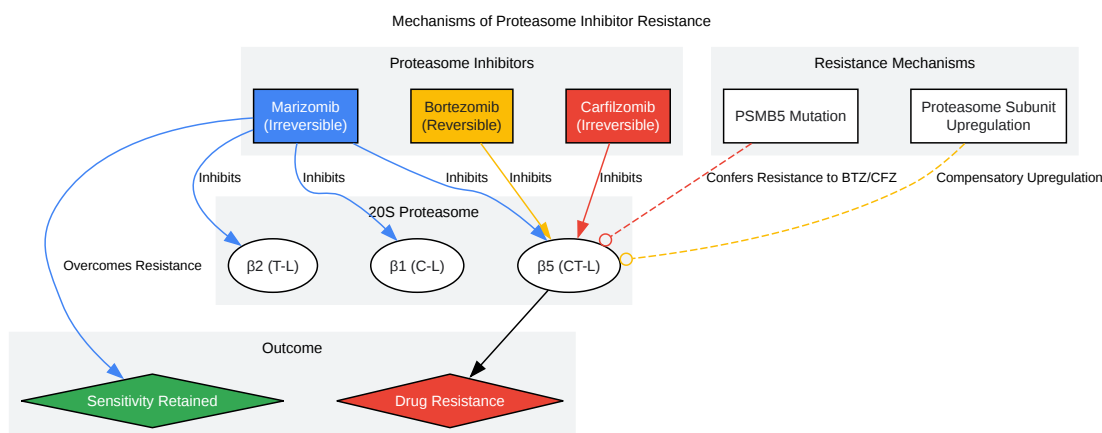 Mechanisms of Proteasome Inhibitor Resistance
Proteasome Inhibitors
Resistance Mechanisms
Marizomib
(Irreversible)
Bortezomib
(Reversible)
Carfilzomib
(Irreversible)
PSMB5 Mutation
Proteasome Subunit
Upregulation
Inhibits
Inhibits
Inhibits
Inhibits
Inhibits
Confers Resistance to BTZ/CFZ
Compensatory Upregulation
20S Proteasome
β2 (T-L)
β1 (C-L)
β5 (CT-L)
Overcomes Resistance
Outcome
Sensitivity Retained
Drug Resistance